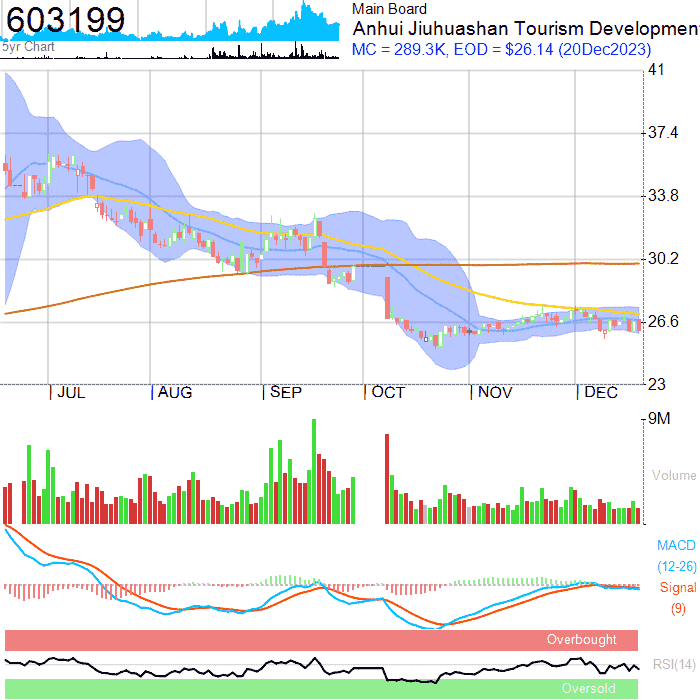 603199
5yr Chart
Main Board
Anhui Jiuhuashan Tourism Development
MC = 289.3K, EOD = $26.14 (20Dec2023)
41
37.4
33.8
30.2
26.6
23
JUL
AUG
SEP
OCT
NOV
DEC
9M
Volume
MACD
(12-26)
Signal
(9)
Overbought
RSI(14)
Oversold